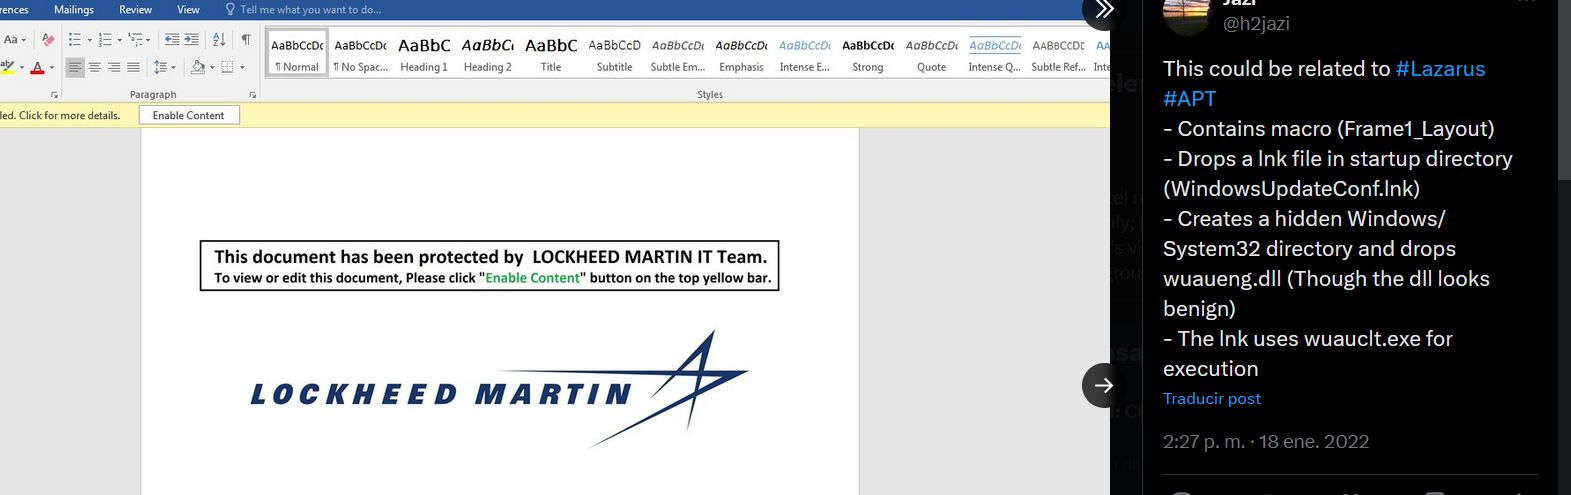 rences Mailings Review View Tell me what you want to do...
Aa
AaBbCcDc AaBbCcDc AaBbC AaBbCc AaBbC AaBbCcD AaBbCcDc AaBbCcDc AaBbCcDc AaBbCcDc AaBbCcDc AaBbCcDc AABBCCDE AA
¶ Normal ¶ No Spac... Heading 1 Heading 2 Title Subtitle Subtle Em... Emphasis Intense E... Strong Quote Intense Q... Subtle Ref... Inte
Paragraph Styles
led. Click for more details. Enable Content
This document has been protected by LOCKHEED MARTIN IT Team.
To view or edit this document, Please click "Enable Content" button on the top yellow bar.
LOCKHEED MARTIN
Jazi
@h2jazi
This could be related to #Lazarus
#APT
- Contains macro (Frame1_Layout)
- Drops a lnk file in startup directory
(WindowsUpdateConf.lnk)
- Creates a hidden Windows/
System32 directory and drops
wuaueng.dll (Though the dll looks
benign)
- The lnk uses wuauclt.exe for
execution
Traducir post
2:27 p. m. · 18 ene. 2022